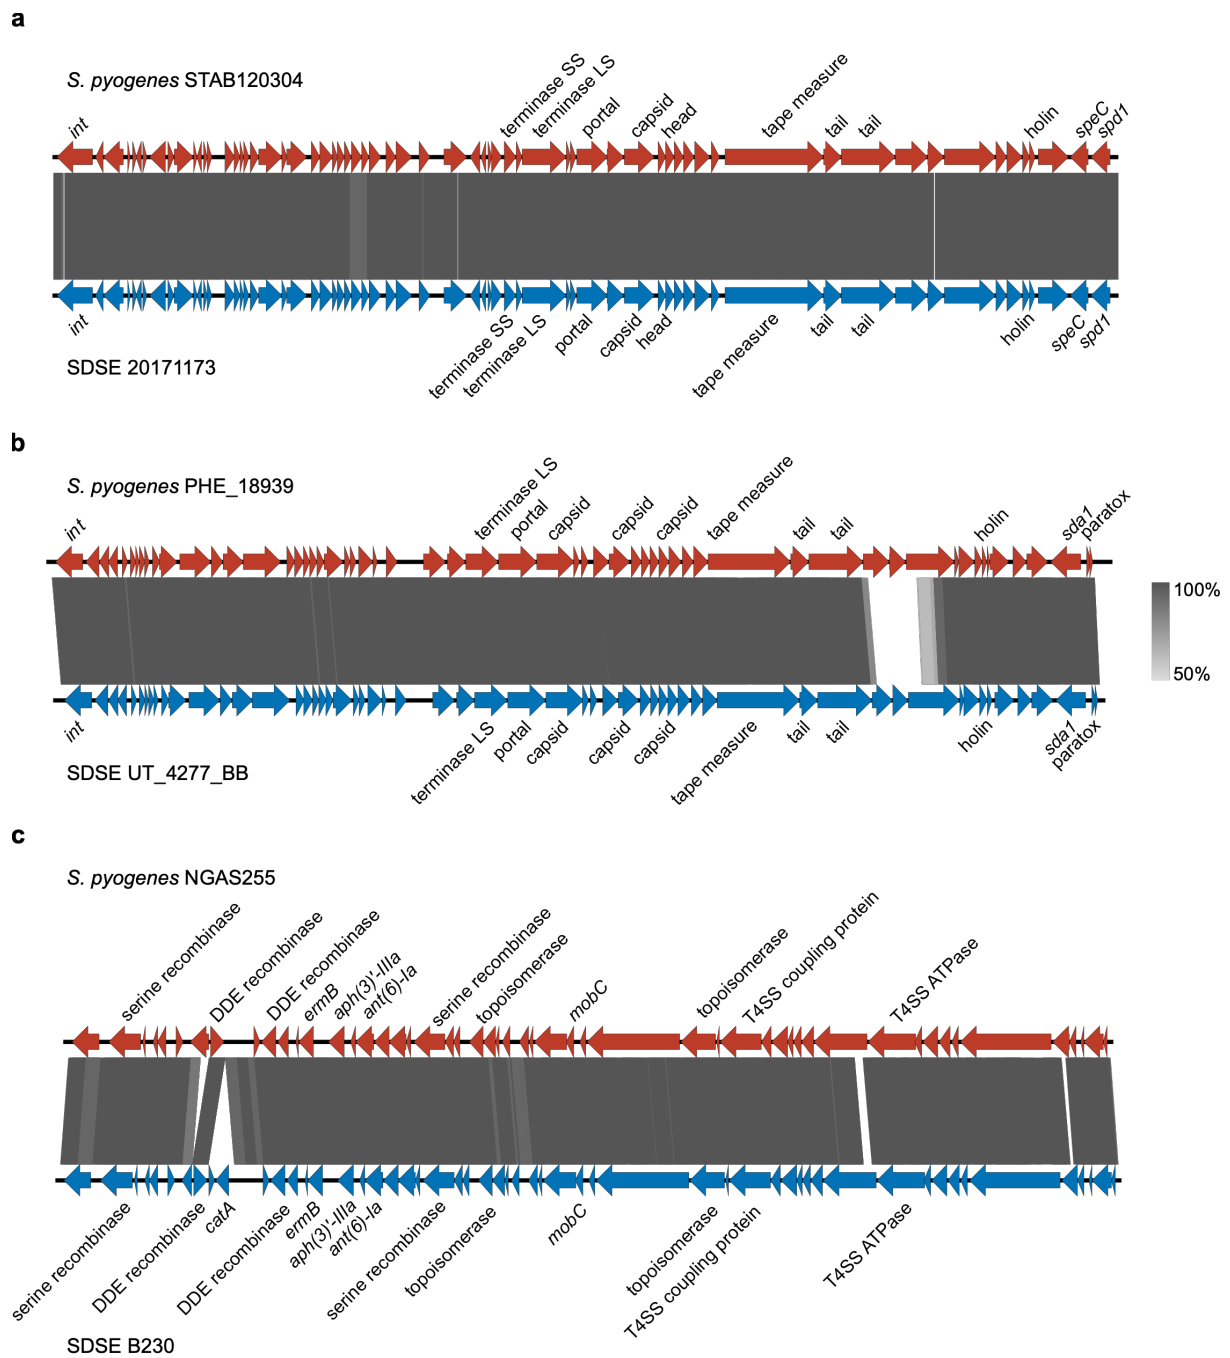 a
S. pyogenes STAB120304
int
terminase SS
terminase LS
portal
capsid
head
tape measure
tail
tail
holin
speC
spd1
int
terminase SS
terminase LS
portal
capsid
head
tape measure
tail
tail
holin
speC
spd1
SDSE 20171173
b
S. pyogenes PHE_18939
int
terminase LS
portal
capsid
capsid
capsid
tape measure
tail
tail
holin
sda1
paratox
100%
50%
int
terminase LS
portal
capsid
capsid
capsid
tape measure
tail
tail
holin
sda1
paratox
SDSE UT_4277_BB
c
S. pyogenes NGAS255
serine recombinase
DDE recombinase
DDE recombinase
ermB
aph(3)'-IIIa
ant(6)-Ia
serine recombinase
topoisomerase
mobC
topoisomerase
T4SS coupling protein
T4SS ATPase
serine recombinase
DDE recombinase
catA
DDE recombinase
ermB
aph(3)'-IIIa
ant(6)-Ia
serine recombinase
topoisomerase
mobC
topoisomerase
T4SS coupling protein
T4SS ATPase
SDSE B230